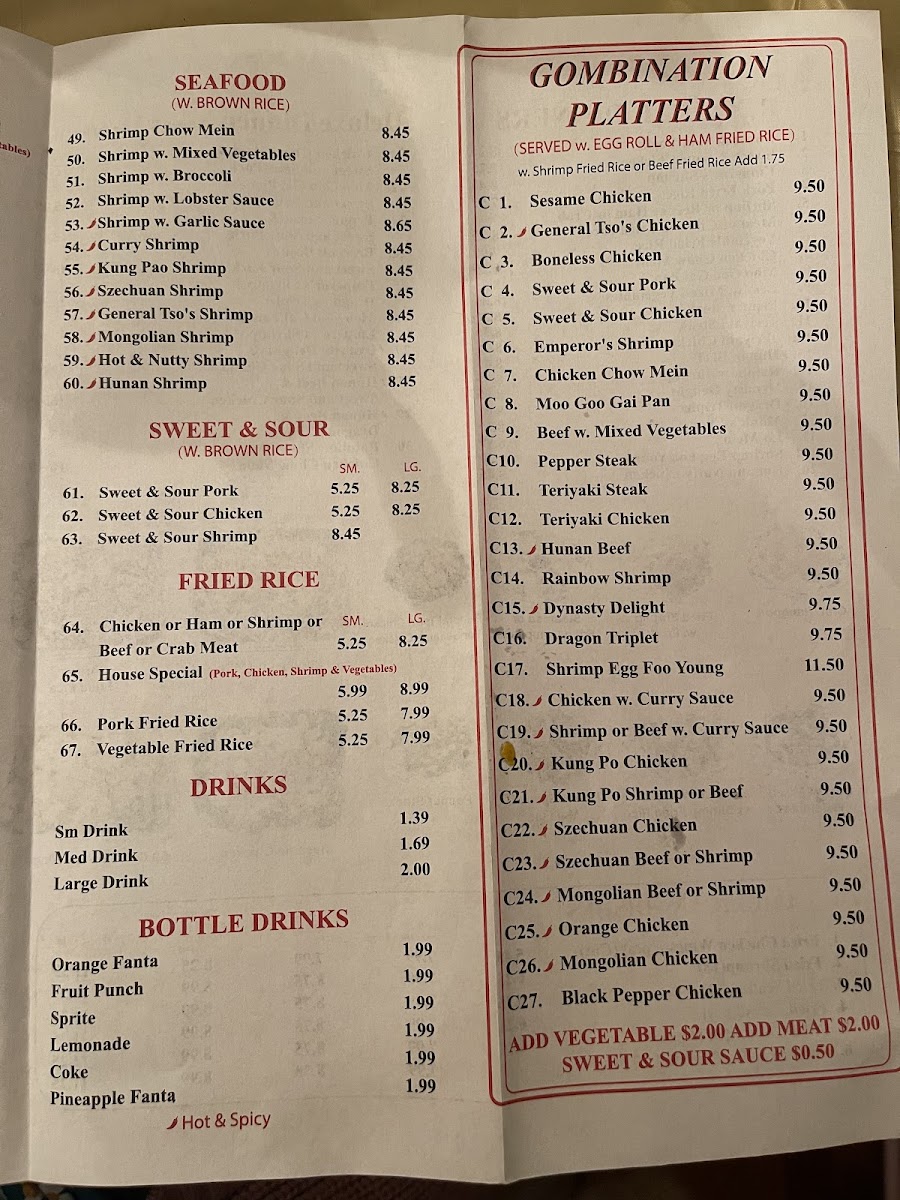 ables)
SEAFOOD
(W. BROWN RICE)
49. Shrimp Chow Mein 8.45
50. Shrimp w. Mixed Vegetables 8.45
51. Shrimp w. Broccoli 8.45
52. Shrimp w. Lobster Sauce 8.45
53. Shrimp w. Garlic Sauce 8.65
54. Curry Shrimp 8.45
55. Kung Pao Shrimp 8.45
56. Szechuan Shrimp 8.45
57. General Tso's Shrimp 8.45
58. Mongolian Shrimp 8.45
59. Hot & Nutty Shrimp 8.45
60. Hunan Shrimp 8.45
SWEET & SOUR
(W. BROWN RICE)
SM. LG.
61. Sweet & Sour Pork 5.25 8.25
62. Sweet & Sour Chicken 5.25 8.25
63. Sweet & Sour Shrimp 8.45
FRIED RICE
SM. LG.
64. Chicken or Ham or Shrimp or
Beef or Crab Meat 5.25 8.25
65. House Special (Pork, Chicken, Shrimp & Vegetables)
5.99 8.99
66. Pork Fried Rice 5.25 7.99
67. Vegetable Fried Rice 5.25 7.99
DRINKS
Sm Drink 1.39
Med Drink 1.69
Large Drink 2.00
BOTTLE DRINKS
Orange Fanta 1.99
Fruit Punch 1.99
Sprite 1.99
Lemonade 1.99
Coke 1.99
Pineapple Fanta 1.99
Hot & Spicy
GOMBINATION
PLATTERS
(SERVED w. EGG ROLL & HAM FRIED RICE)
w. Shrimp Fried Rice or Beef Fried Rice Add 1.75
C 1. Sesame Chicken 9.50
C 2. General Tso's Chicken 9.50
C 3. Boneless Chicken 9.50
C 4. Sweet & Sour Pork 9.50
C 5. Sweet & Sour Chicken 9.50
C 6. Emperor's Shrimp 9.50
C 7. Chicken Chow Mein 9.50
C 8. Moo Goo Gai Pan 9.50
C 9. Beef w. Mixed Vegetables 9.50
C10. Pepper Steak 9.50
C11. Teriyaki Steak 9.50
C12. Teriyaki Chicken 9.50
C13. Hunan Beef 9.50
C14. Rainbow Shrimp 9.50
C15. Dynasty Delight 9.75
C16. Dragon Triplet 9.75
C17. Shrimp Egg Foo Young 11.50
C18. Chicken w. Curry Sauce 9.50
C19. Shrimp or Beef w. Curry Sauce 9.50
C20. Kung Po Chicken 9.50
C21. Kung Po Shrimp or Beef 9.50
C22. Szechuan Chicken 9.50
C23. Szechuan Beef or Shrimp 9.50
C24. Mongolian Beef or Shrimp 9.50
C25. Orange Chicken 9.50
C26. Mongolian Chicken 9.50
C27. Black Pepper Chicken 9.50
ADD VEGETABLE $2.00 ADD MEAT $2.00
SWEET & SOUR SAUCE $0.50